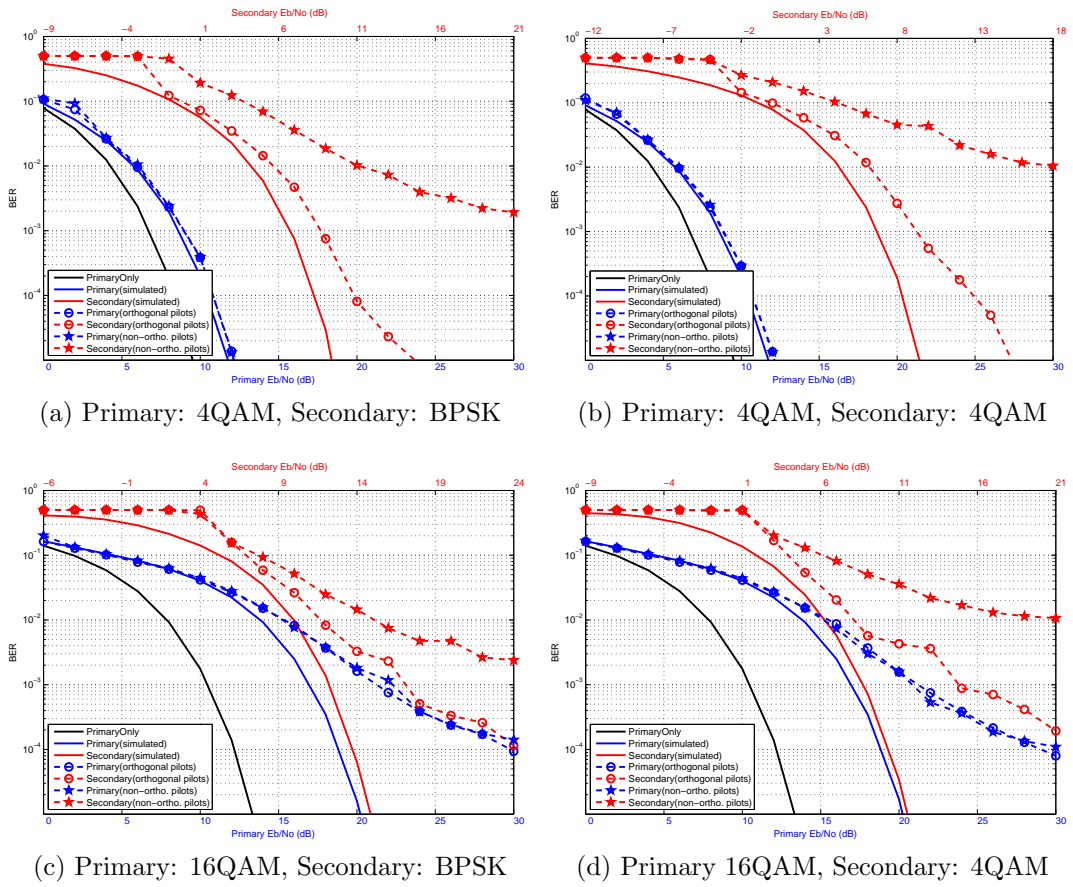 Secondary Eb/No (dB)
−9 −4 1 6 11 16 21
10⁰
10⁻¹
10⁻²
10⁻³
10⁻⁴
BER
PrimaryOnly
Primary(simulated)
Secondary(simulated)
Primary(orthogonal pilots)
Secondary(orthogonal pilots)
Primary(non−ortho. pilots)
Secondary(non−ortho. pilots)
0 5 10 15 20 25 30
Primary Eb/No (dB)
(a) Primary: 4QAM, Secondary: BPSK
Secondary Eb/No (dB)
−12 −7 −2 3 8 13 18
10⁰
10⁻¹
10⁻²
10⁻³
10⁻⁴
BER
PrimaryOnly
Primary(simulated)
Secondary(simulated)
Primary(orthogonal pilots)
Secondary(orthogonal pilots)
Primary(non−ortho. pilots)
Secondary(non−ortho. pilots)
0 5 10 15 20 25 30
Primary Eb/No (dB)
(b) Primary: 4QAM, Secondary: 4QAM
Secondary Eb/No (dB)
−6 −1 4 9 14 19 24
10⁰
10⁻¹
10⁻²
10⁻³
10⁻⁴
BER
PrimaryOnly
Primary(simulated)
Secondary(simulated)
Primary(orthogonal pilots)
Secondary(orthogonal pilots)
Primary(non−ortho. pilots)
Secondary(non−ortho. pilots)
0 5 10 15 20 25 30
Primary Eb/No (dB)
(c) Primary: 16QAM, Secondary: BPSK
Secondary Eb/No (dB)
−9 −4 1 6 11 16 21
10⁰
10⁻¹
10⁻²
10⁻³
10⁻⁴
BER
PrimaryOnly
Primary(simulated)
Secondary(simulated)
Primary(orthogonal pilots)
Secondary(orthogonal pilots)
Primary(non−ortho. pilots)
Secondary(non−ortho. pilots)
0 5 10 15 20 25 30
Primary Eb/No (dB)
(d) Primary 16QAM, Secondary: 4QAM